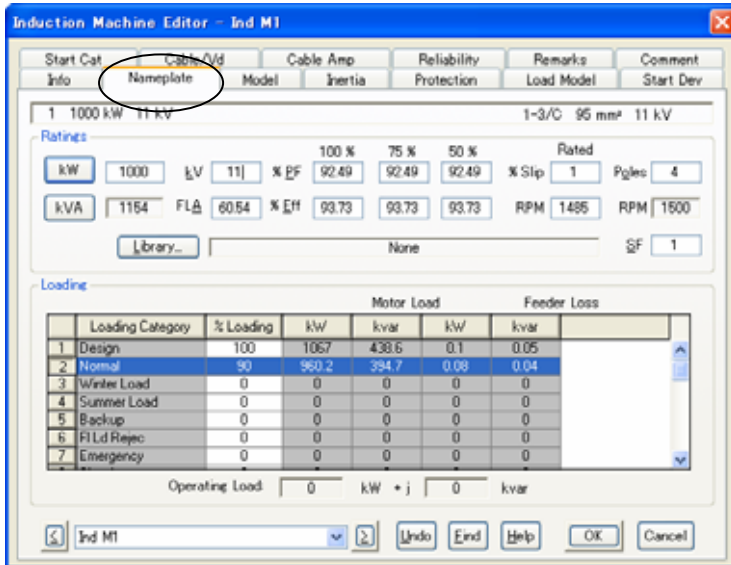 Induction Machine Editor - Ind M1
Start Cat Cable/Vd Cable Amp Reliability Remarks Comment
Info Nameplate Model Inertia Protection Load Model Start Dev
1 1000 kW 11 kV 1-3/C 95 mm² 11 kV
Ratings
100 % 75 % 50 % Rated
kW 1000 kV 11 % PF 92.49 92.49 92.49 % Slip 1 Poles 4
kVA 1154 FLA 60.54 % Eff 93.73 93.73 93.73 RPM 1485 RPM 1500
Library... None SF 1
Loading
Motor Load Feeder Loss
Loading Category % Loading kW kvar kW kvar
1 Design 100 1067 438.6 0.1 0.05
2 Normal 90 960.2 394.7 0.08 0.04
3 Winter Load 0 0 0 0 0
4 Summer Load 0 0 0 0 0
5 Backup 0 0 0 0 0
6 Fl Ld Rejec 0 0 0 0 0
7 Emergency 0 0 0 0 0
Operating Load 0 kW + j 0 kvar
Ind M1 Undo Find Help OK Cancel